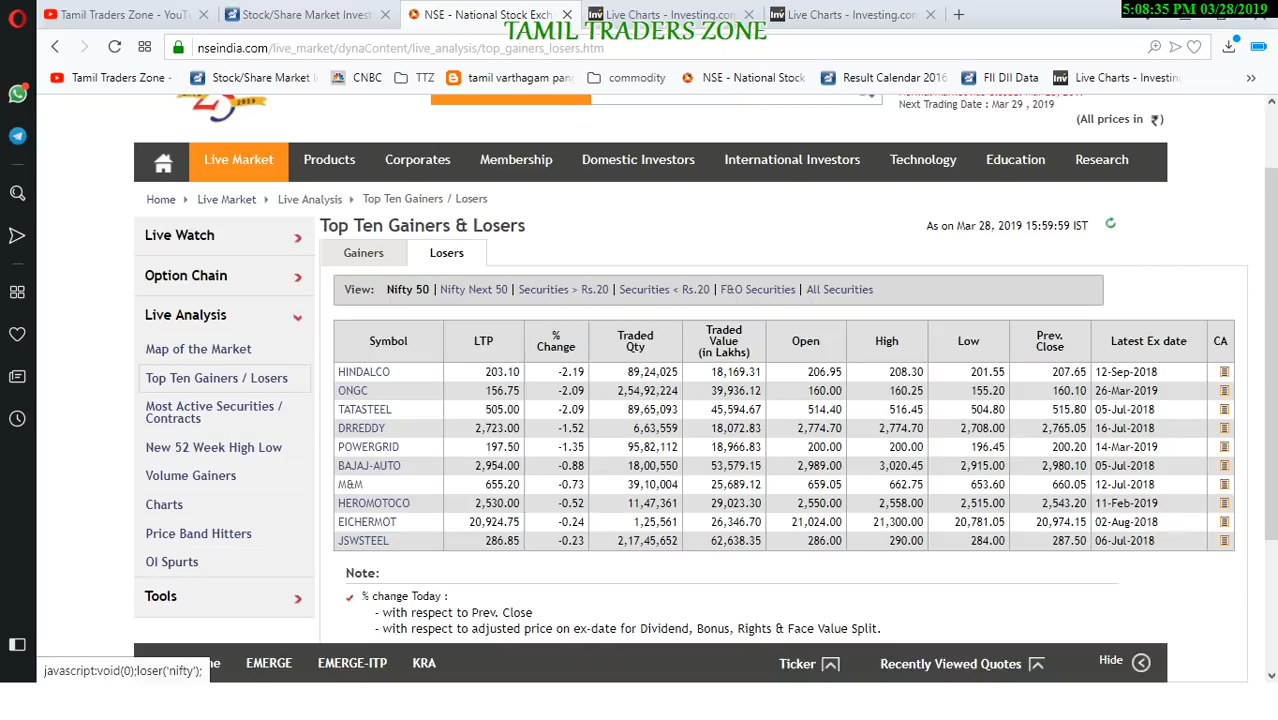 Tamil Traders Zone - YouT
Stock/Share Market Invest
NSE - National Stock Exch
Live Charts - Investing.com
Live Charts - Investing.com
5:08:35 PM 03/28/2019
TAMIL TRADERS ZONE
nseindia.com/live_market/dynaContent/live_analysis/top_gainers_losers.htm
Tamil Traders Zone -
Stock/Share Market I
CNBC
TTZ
tamil varthagam pan
commodity
NSE - National Stock
Result Calendar 2016
FII DII Data
Live Charts - Investin
2019
Next Trading Date : Mar 29 , 2019
(All prices in ₹)
Live Market
Products
Corporates
Membership
Domestic Investors
International Investors
Technology
Education
Research
Home
Live Market
Live Analysis
Top Ten Gainers / Losers
Live Watch
Option Chain
Live Analysis
Map of the Market
Top Ten Gainers / Losers
Most Active Securities /
Contracts
New 52 Week High Low
Volume Gainers
Charts
Price Band Hitters
OI Spurts
Tools
Top Ten Gainers & Losers
As on Mar 28, 2019 15:59:59 IST
Gainers
Losers
View: Nifty 50 | Nifty Next 50 | Securities > Rs.20 | Securities < Rs.20 | F&O Securities | All Securities
Symbol LTP % Change Traded Qty Traded Value (in Lakhs) Open High Low Prev. Close Latest Ex date CA
HINDALCO 203.10 -2.19 89,24,025 18,169.31 206.95 208.30 201.55 207.65 12-Sep-2018
ONGC 156.75 -2.09 2,54,92,224 39,936.12 160.00 160.25 155.20 160.10 26-Mar-2019
TATASTEEL 505.00 -2.09 89,65,093 45,594.67 514.40 516.45 504.80 515.80 05-Jul-2018
DRREDDY 2,723.00 -1.52 6,63,559 18,072.83 2,774.70 2,774.70 2,708.00 2,765.05 16-Jul-2018
POWERGRID 197.50 -1.35 95,82,112 18,966.83 200.00 200.00 196.45 200.20 14-Mar-2019
BAJAJ-AUTO 2,954.00 -0.88 18,00,550 53,579.15 2,989.00 3,020.45 2,915.00 2,980.10 05-Jul-2018
M&M 655.20 -0.73 39,10,004 25,689.12 659.05 662.75 653.60 660.05 12-Jul-2018
HEROMOTOCO 2,530.00 -0.52 11,47,361 29,023.30 2,550.00 2,558.00 2,515.00 2,543.20 11-Feb-2019
EICHERMOT 20,924.75 -0.24 1,25,561 26,346.70 21,024.00 21,300.00 20,781.05 20,974.15 02-Aug-2018
JSWSTEEL 286.85 -0.23 2,17,45,652 62,638.35 286.00 290.00 284.00 287.50 06-Jul-2018
Note:
% change Today :
- with respect to Prev. Close
- with respect to adjusted price on ex-date for Dividend, Bonus, Rights & Face Value Split.
EMERGE
EMERGE-ITP
KRA
Ticker
Recently Viewed Quotes
Hide
javascript:void(0);loser('nifty');